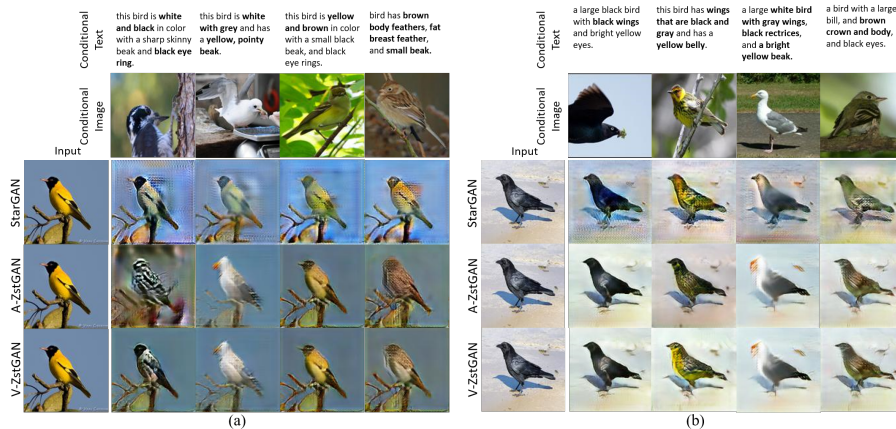 Conditional
Text
this bird is white
and black in color
with a sharp skinny
beak and black eye
ring.
this bird is white
with grey and has
a yellow, pointy
beak.
this bird is yellow
and brown in color
with a small black
beak, and black
eye rings.
bird has brown
body feathers, fat
breast feather,
and small beak.
Conditional
Image
Input
StarGAN
A-ZstGAN
V-ZstGAN
(a)
Conditional
Text
a large black bird
with black wings
and bright yellow
eyes.
this bird has wings
that are black and
gray and has a
yellow belly.
a large white bird
with gray wings,
black rectrices,
and a bright
yellow beak.
a bird with a large
bill, and brown
crown and body,
and black eyes.
Conditional
Image
Input
StarGAN
A-ZstGAN
V-ZstGAN
(b)